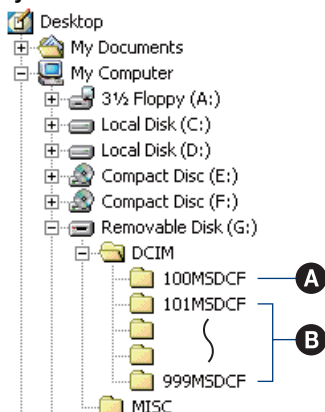 Desktop
My Documents
My Computer
3½ Floppy (A:)
Local Disk (C:)
Local Disk (D:)
Compact Disc (E:)
Compact Disc (F:)
Removable Disk (G:)
DCIM
100MSDCF A
101MSDCF
B
999MSDCF
MISC